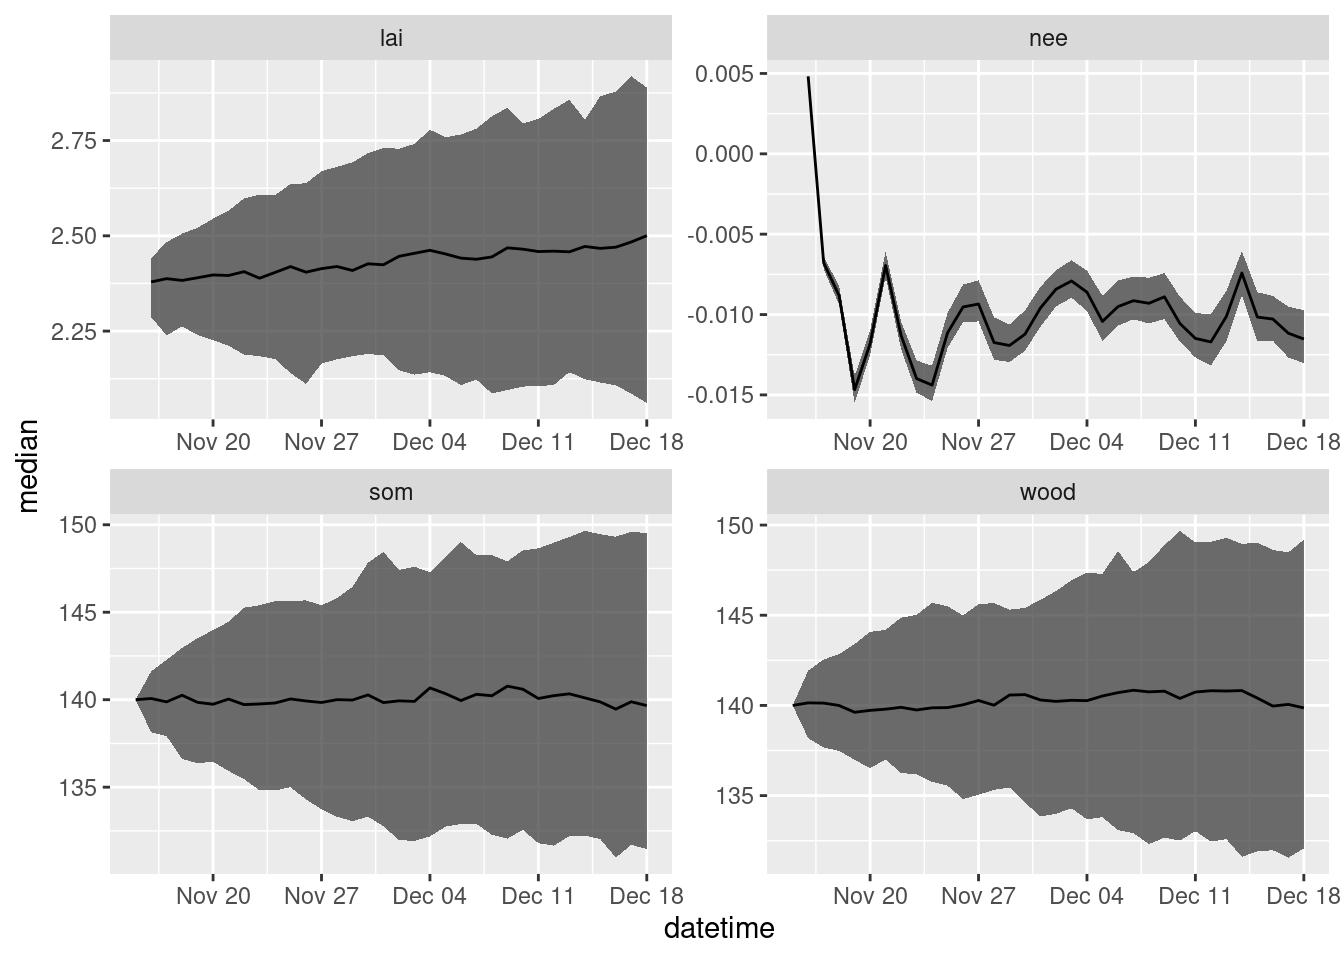 lai
nee
2.75
2.50
2.25
0.005
0.000
-0.005
-0.010
-0.015
Nov 20 Nov 27 Dec 04 Dec 11 Dec 18
Nov 20 Nov 27 Dec 04 Dec 11 Dec 18
median
som
wood
150
145
140
135
150
145
140
135
Nov 20 Nov 27 Dec 04 Dec 11 Dec 18
Nov 20 Nov 27 Dec 04 Dec 11 Dec 18
datetime